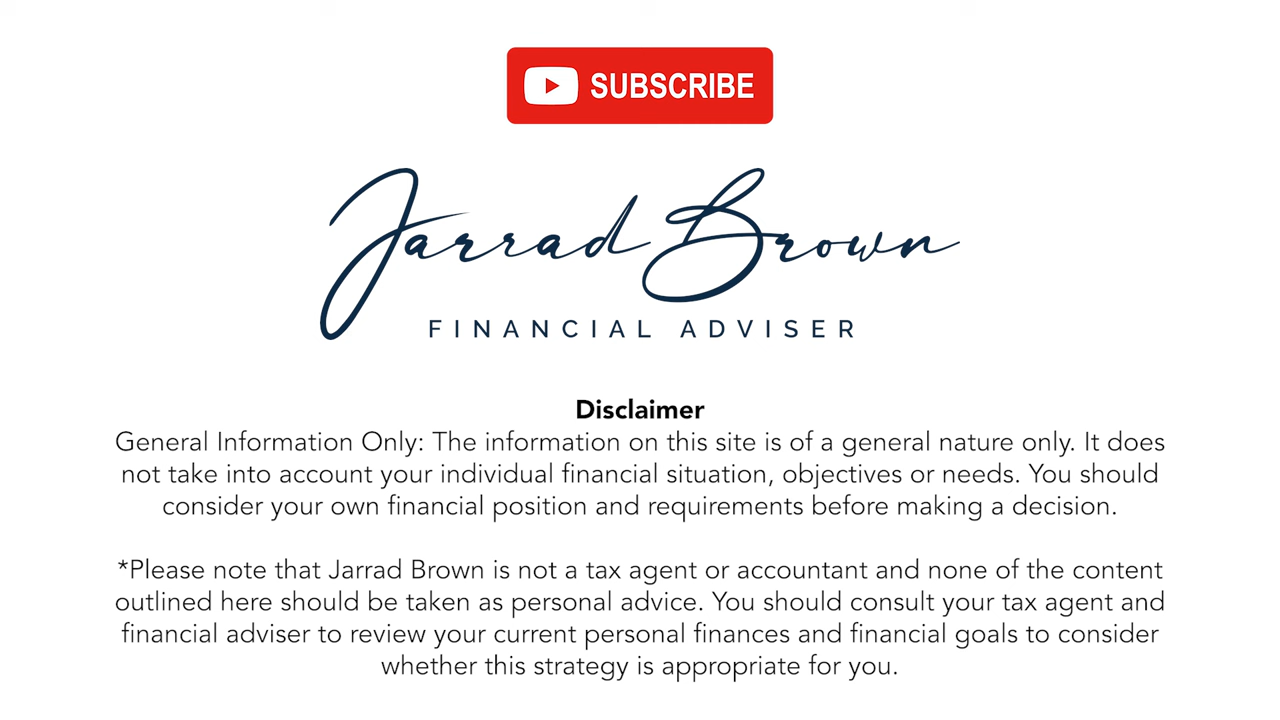 SUBSCRIBE
Jarrad Brown
FINANCIAL ADVISER
Disclaimer
General Information Only: The information on this site is of a general nature only. It does
not take into account your individual financial situation, objectives or needs. You should
consider your own financial position and requirements before making a decision.
*Please note that Jarrad Brown is not a tax agent or accountant and none of the content
outlined here should be taken as personal advice. You should consult your tax agent and
financial adviser to review your current personal finances and financial goals to consider
whether this strategy is appropriate for you.